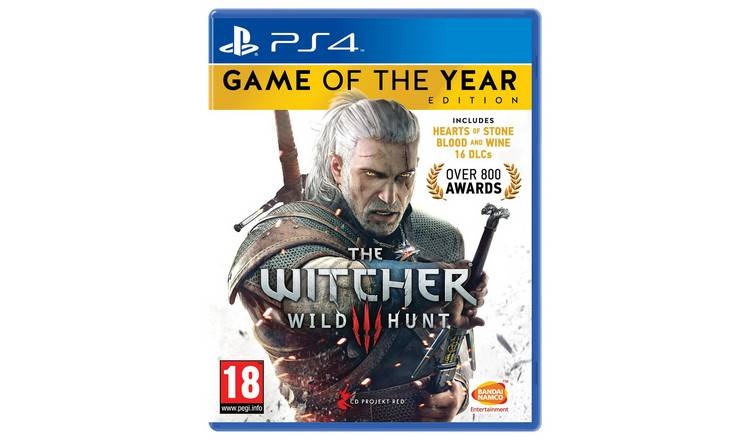 PS4
GAME OF THE YEAR
EDITION
INCLUDES
HEARTS OF STONE
BLOOD AND WINE
16 DLCs
OVER 800
AWARDS
THE
WITCHER
WILD III HUNT
18
www.pegi.info
CD PROJEKT RED
BANDAI
NAMCO
Entertainment